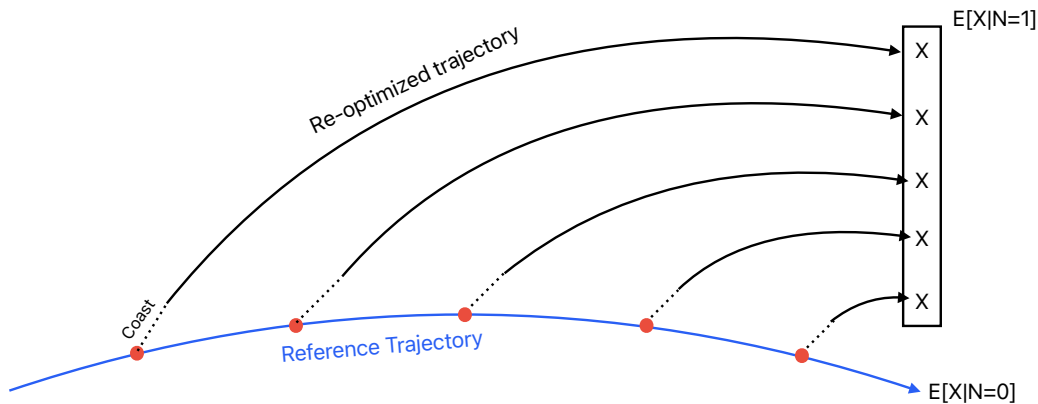 E[X|N=1]
Re-optimized trajectory
X
X
X
X
X
Coast
Reference Trajectory
E[X|N=0]